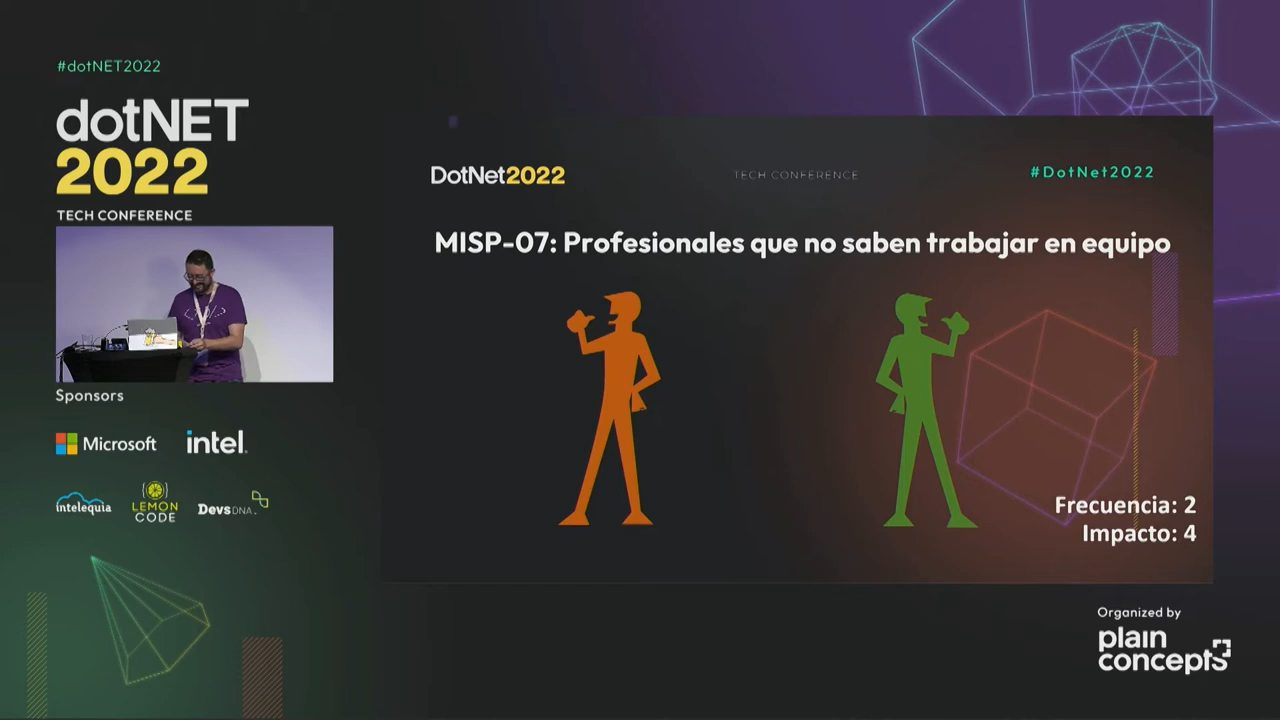 #dotNET2022
dotNET
2022
TECH CONFERENCE
Sponsors
Microsoft
intel.
intelequia
LEMON
CODE
DevsDNA.
DotNet2022
TECH CONFERENCE
#DotNet2022
MISP-07: Profesionales que no saben trabajar en equipo
Frecuencia: 2
Impacto: 4
Organized by
plain
concepts